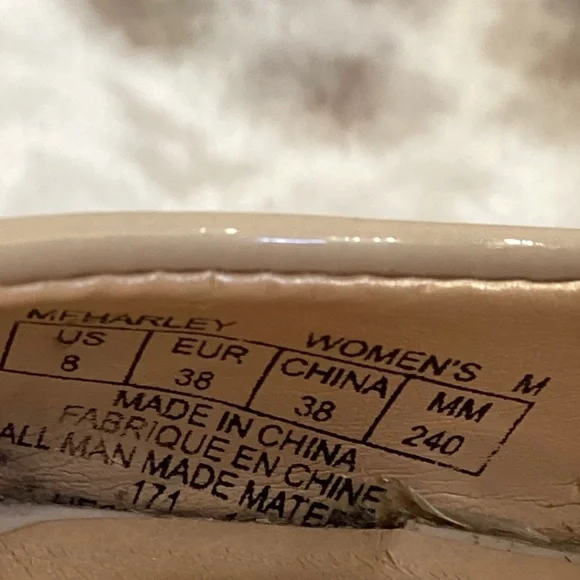 MFHARLEY WOMEN'S M
US EUR CHINA MM
8 38 38 240
MADE IN CHINA
FABRIQUE EN CHINE
ALL MAN MADE
171